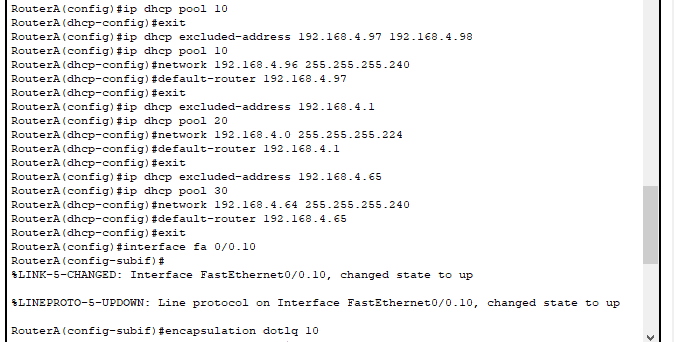 RouterA(config)#ip dhcp pool 10
RouterA(dhcp-config)#exit
RouterA(config)#ip dhcp excluded-address 192.168.4.97 192.168.4.98
RouterA(config)#ip dhcp pool 10
RouterA(dhcp-config)#network 192.168.4.96 255.255.255.240
RouterA(dhcp-config)#default-router 192.168.4.97
RouterA(dhcp-config)#exit
RouterA(config)#ip dhcp excluded-address 192.168.4.1
RouterA(config)#ip dhcp pool 20
RouterA(dhcp-config)#network 192.168.4.0 255.255.255.224
RouterA(dhcp-config)#default-router 192.168.4.1
RouterA(dhcp-config)#exit
RouterA(config)#ip dhcp excluded-address 192.168.4.65
RouterA(config)#ip dhcp pool 30
RouterA(dhcp-config)#network 192.168.4.64 255.255.255.240
RouterA(dhcp-config)#default-router 192.168.4.65
RouterA(dhcp-config)#exit
RouterA(config)#interface fa 0/0.10
RouterA(config-subif)#
%LINK-5-CHANGED: Interface FastEthernet0/0.10, changed state to up
%LINEPROTO-5-UPDOWN: Line protocol on Interface FastEthernet0/0.10, changed state to up
RouterA(config-subif)#encapsulation dot1q 10